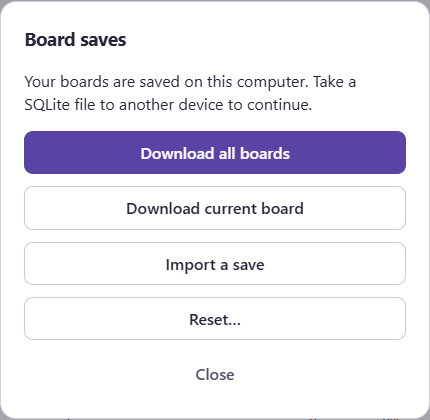 Board saves
Your boards are saved on this computer. Take a
SQLite file to another device to continue.
Download all boards
Download current board
Import a save
Reset...
Close